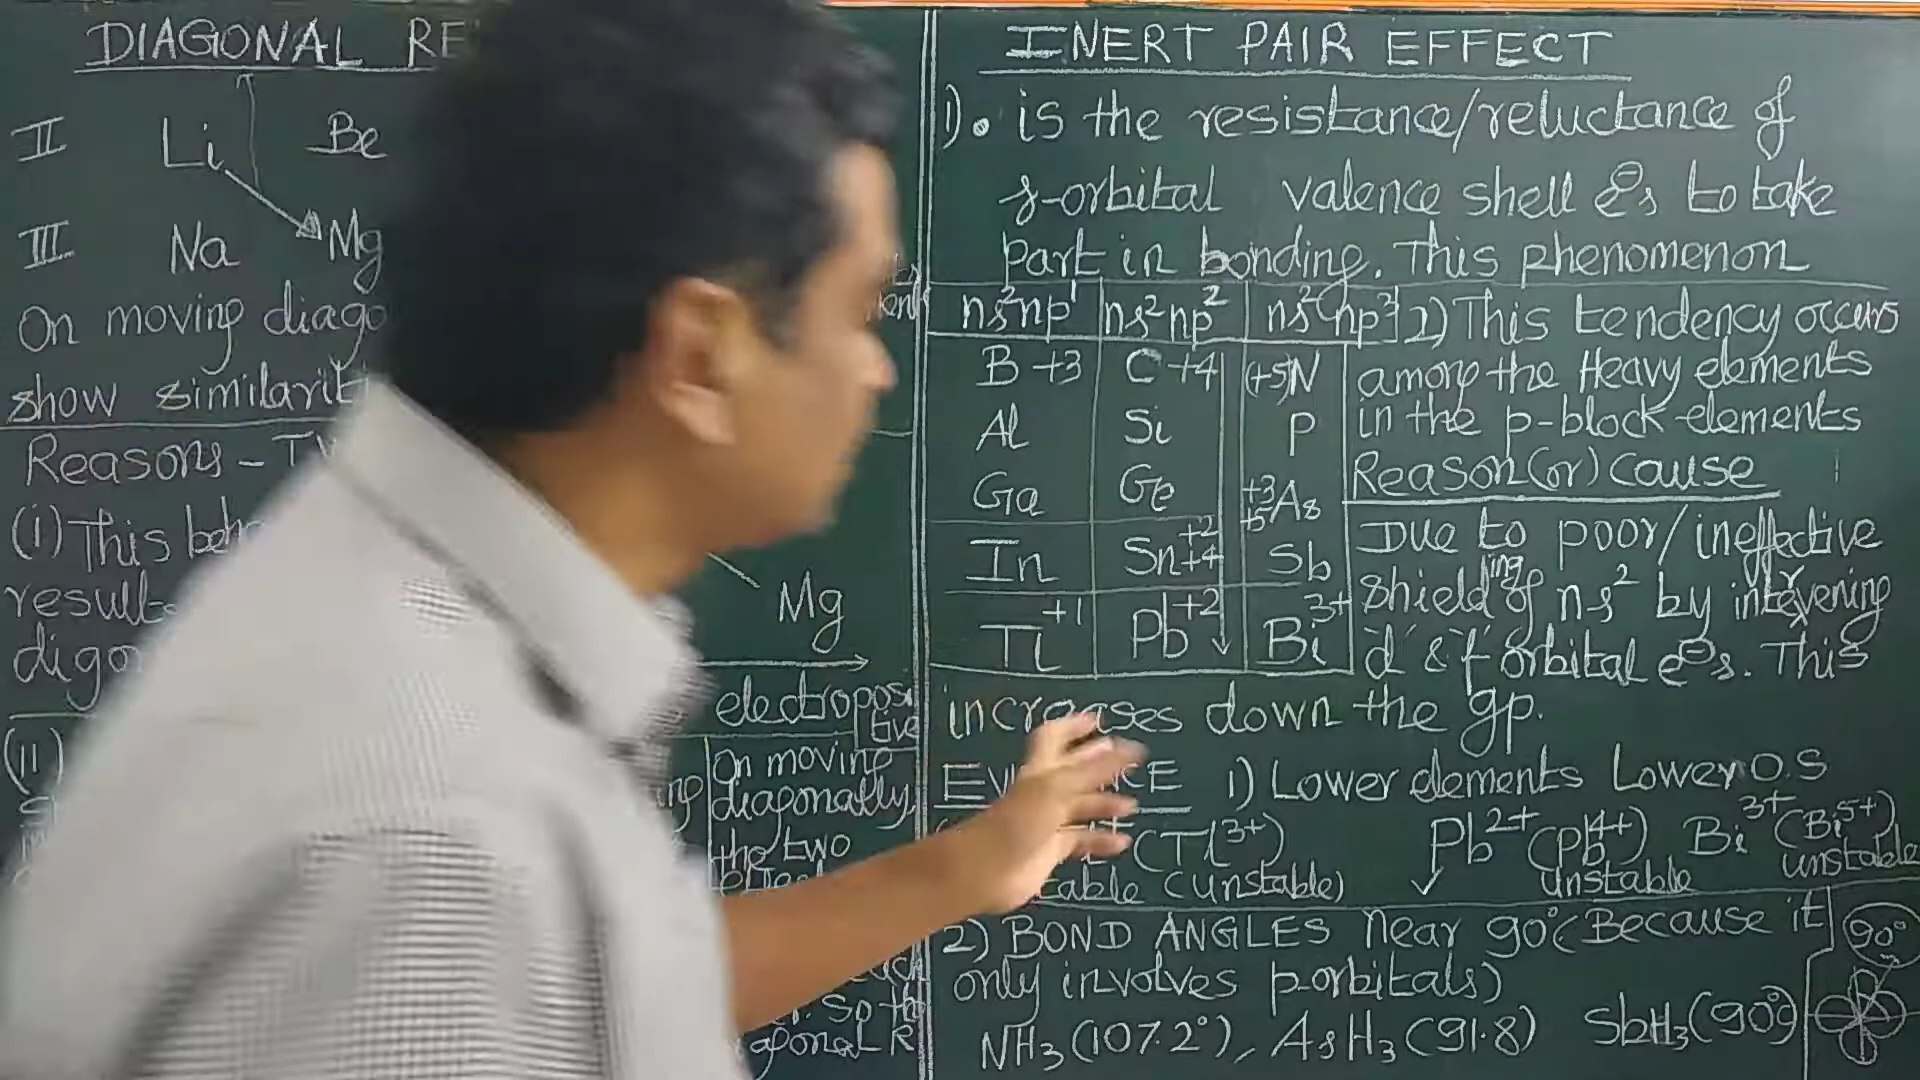 DIAGONAL RE
II Li Be
III Na Mg
On moving diago
show similarit
Reasons -
(i) This beh
result
digo
(ii)
Mg
electroposi
tive
On moving
diagonally,
the two
INERT PAIR EFFECT
1). • is the resistance/reluctance of
s-orbital valence shell e⊖s to take
part in bonding. This phenomenon
ns²np¹ ns²np² ns²np³
B +3 C +4 (+5)N
Al Si P
Ga Ge +3 +5 As
In Sn +2 +4 Sb
Tl +1 Pb +2 Bi 3+
2) This tendency occurs
among the Heavy elements
in the p-block elements
Reason (or) cause
Due to poor/ineffective
shielding of ns² by intervening
'd' & 'f' orbital e⊖s. This
increases down the gp.
1) Lower elements Lower O.S
(Tl³⁺) Pb²⁺ (Pb⁴⁺) Bi³⁺ (Bi⁵⁺)
(unstable) unstable unstable
2) BOND ANGLES Near 90° (Because it
only involves p-orbitals)
NH₃ (107.2°), AsH₃ (91.8) SbH₃ (90°)
90°